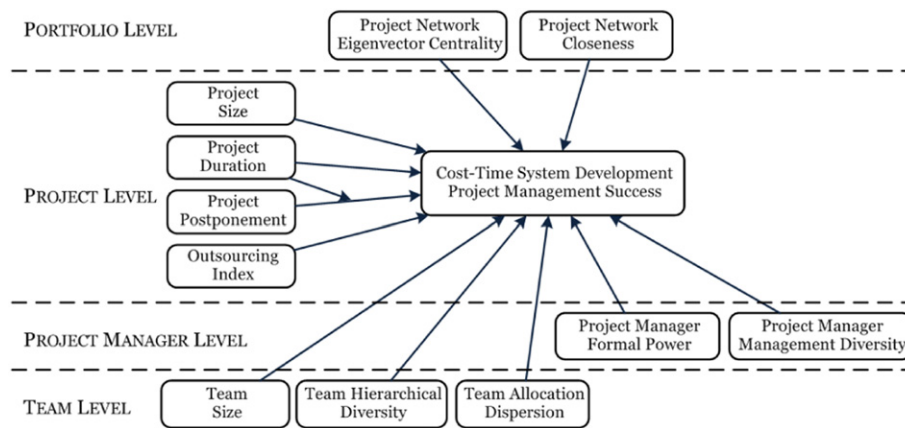 PORTFOLIO LEVEL
Project Network
Eigenvector Centrality
Project Network
Closeness
PROJECT LEVEL
Project
Size
Project
Duration
Project
Postponement
Outsourcing
Index
Cost-Time System Development
Project Management Success
PROJECT MANAGER LEVEL
Project Manager
Formal Power
Project Manager
Management Diversity
TEAM LEVEL
Team
Size
Team Hierarchical
Diversity
Team Allocation
Dispersion